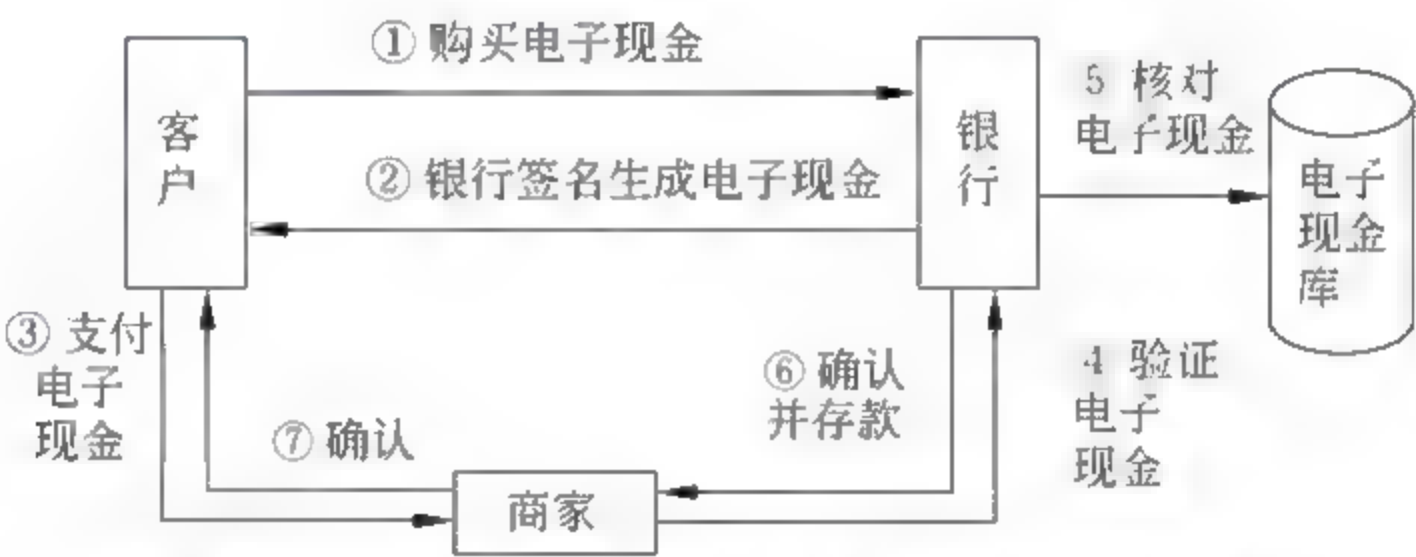 ① 购买电子现金
客
户
② 银行签名生成电子现金
银
行
5 核对
电子现金
电子
现金
库
③ 支付
电子
现金
⑦ 确认
⑥ 确认
并存款
4 验证
电子
现金
商家